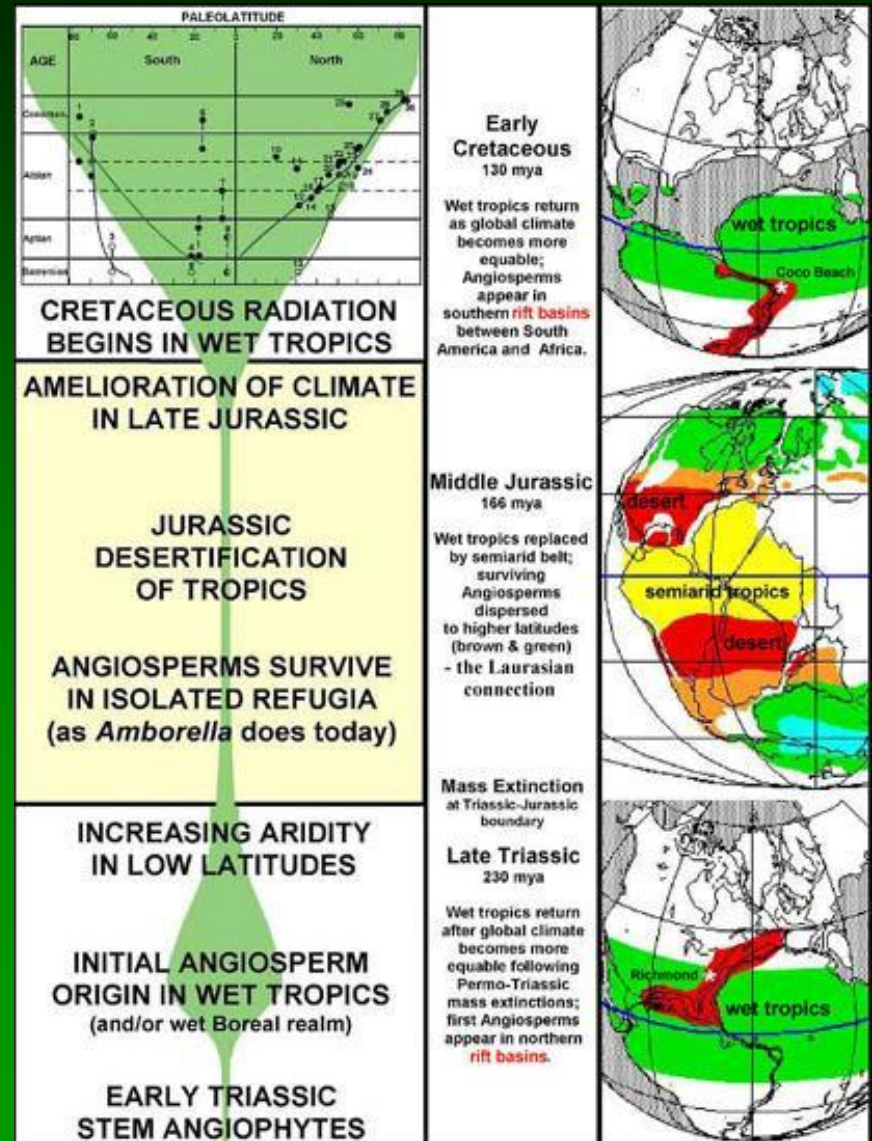 PALEOLATITUDE
AGE
South
North
Albian
Aptian
Barremian
CRETACEOUS RADIATION
BEGINS IN WET TROPICS
AMELIORATION OF CLIMATE
IN LATE JURASSIC
JURASSIC
DESERTIFICATION
OF TROPICS
ANGIOSPERMS SURVIVE
IN ISOLATED REFUGIA
(as Amborella does today)
INCREASING ARIDITY
IN LOW LATITUDES
INITIAL ANGIOSPERM
ORIGIN IN WET TROPICS
(and/or wet Boreal realm)
EARLY TRIASSIC
STEM ANGIOPHYTES
Early
Cretaceous
130 mya
Wet tropics return
as global climate
becomes more
equable;
Angiosperms
appear in
southern rift basins
between South
America and Africa.
Middle Jurassic
166 mya
Wet tropics replaced
by semiarid belt;
surviving
Angiosperms
dispersed
to higher latitudes
(brown & green)
- the Laurasian
connection
Mass Extinction
at Triassic-Jurassic
boundary
Late Triassic
230 mya
Wet tropics return
after global climate
becomes more
equable following
Permo-Triassic
mass extinctions;
first Angiosperms
appear in northern
rift basins.
wet tropics
Coco Beach
desert
semiarid tropics
desert
Richmond
wet tropics